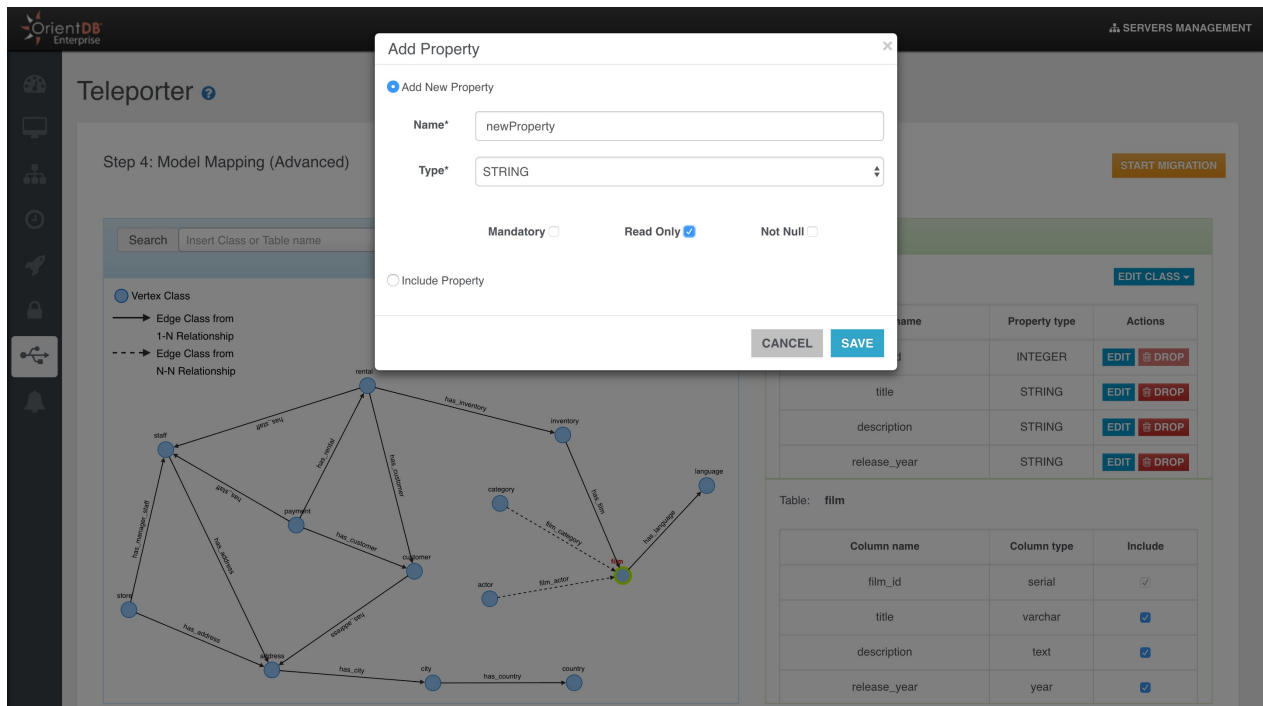 OrientDB
Enterprise
SERVERS MANAGEMENT
Teleporter
Add Property
×
Add New Property
Name* newProperty
Type* STRING
Mandatory Read Only Not Null
Include Property
CANCEL SAVE
Step 4: Model Mapping (Advanced)
START MIGRATION
Search Insert Class or Table name
Vertex Class
Edge Class from
1-N Relationship
Edge Class from
N-N Relationship
rental
has_staff
has_inventory
inventory
staff
has_rental
has_customer
language
has_staff
category
has_film
payment
has_manager_staff
film_category
has_language
has_address
has_customer
customer
film
actor
film_actor
store
has_address
has_address
address
has_city
city
has_country
country
EDIT CLASS
name Property type Actions
INTEGER EDIT DROP
title STRING EDIT DROP
description STRING EDIT DROP
release_year STRING EDIT DROP
Table: film
Column name Column type Include
film_id serial
title varchar
description text
release_year year